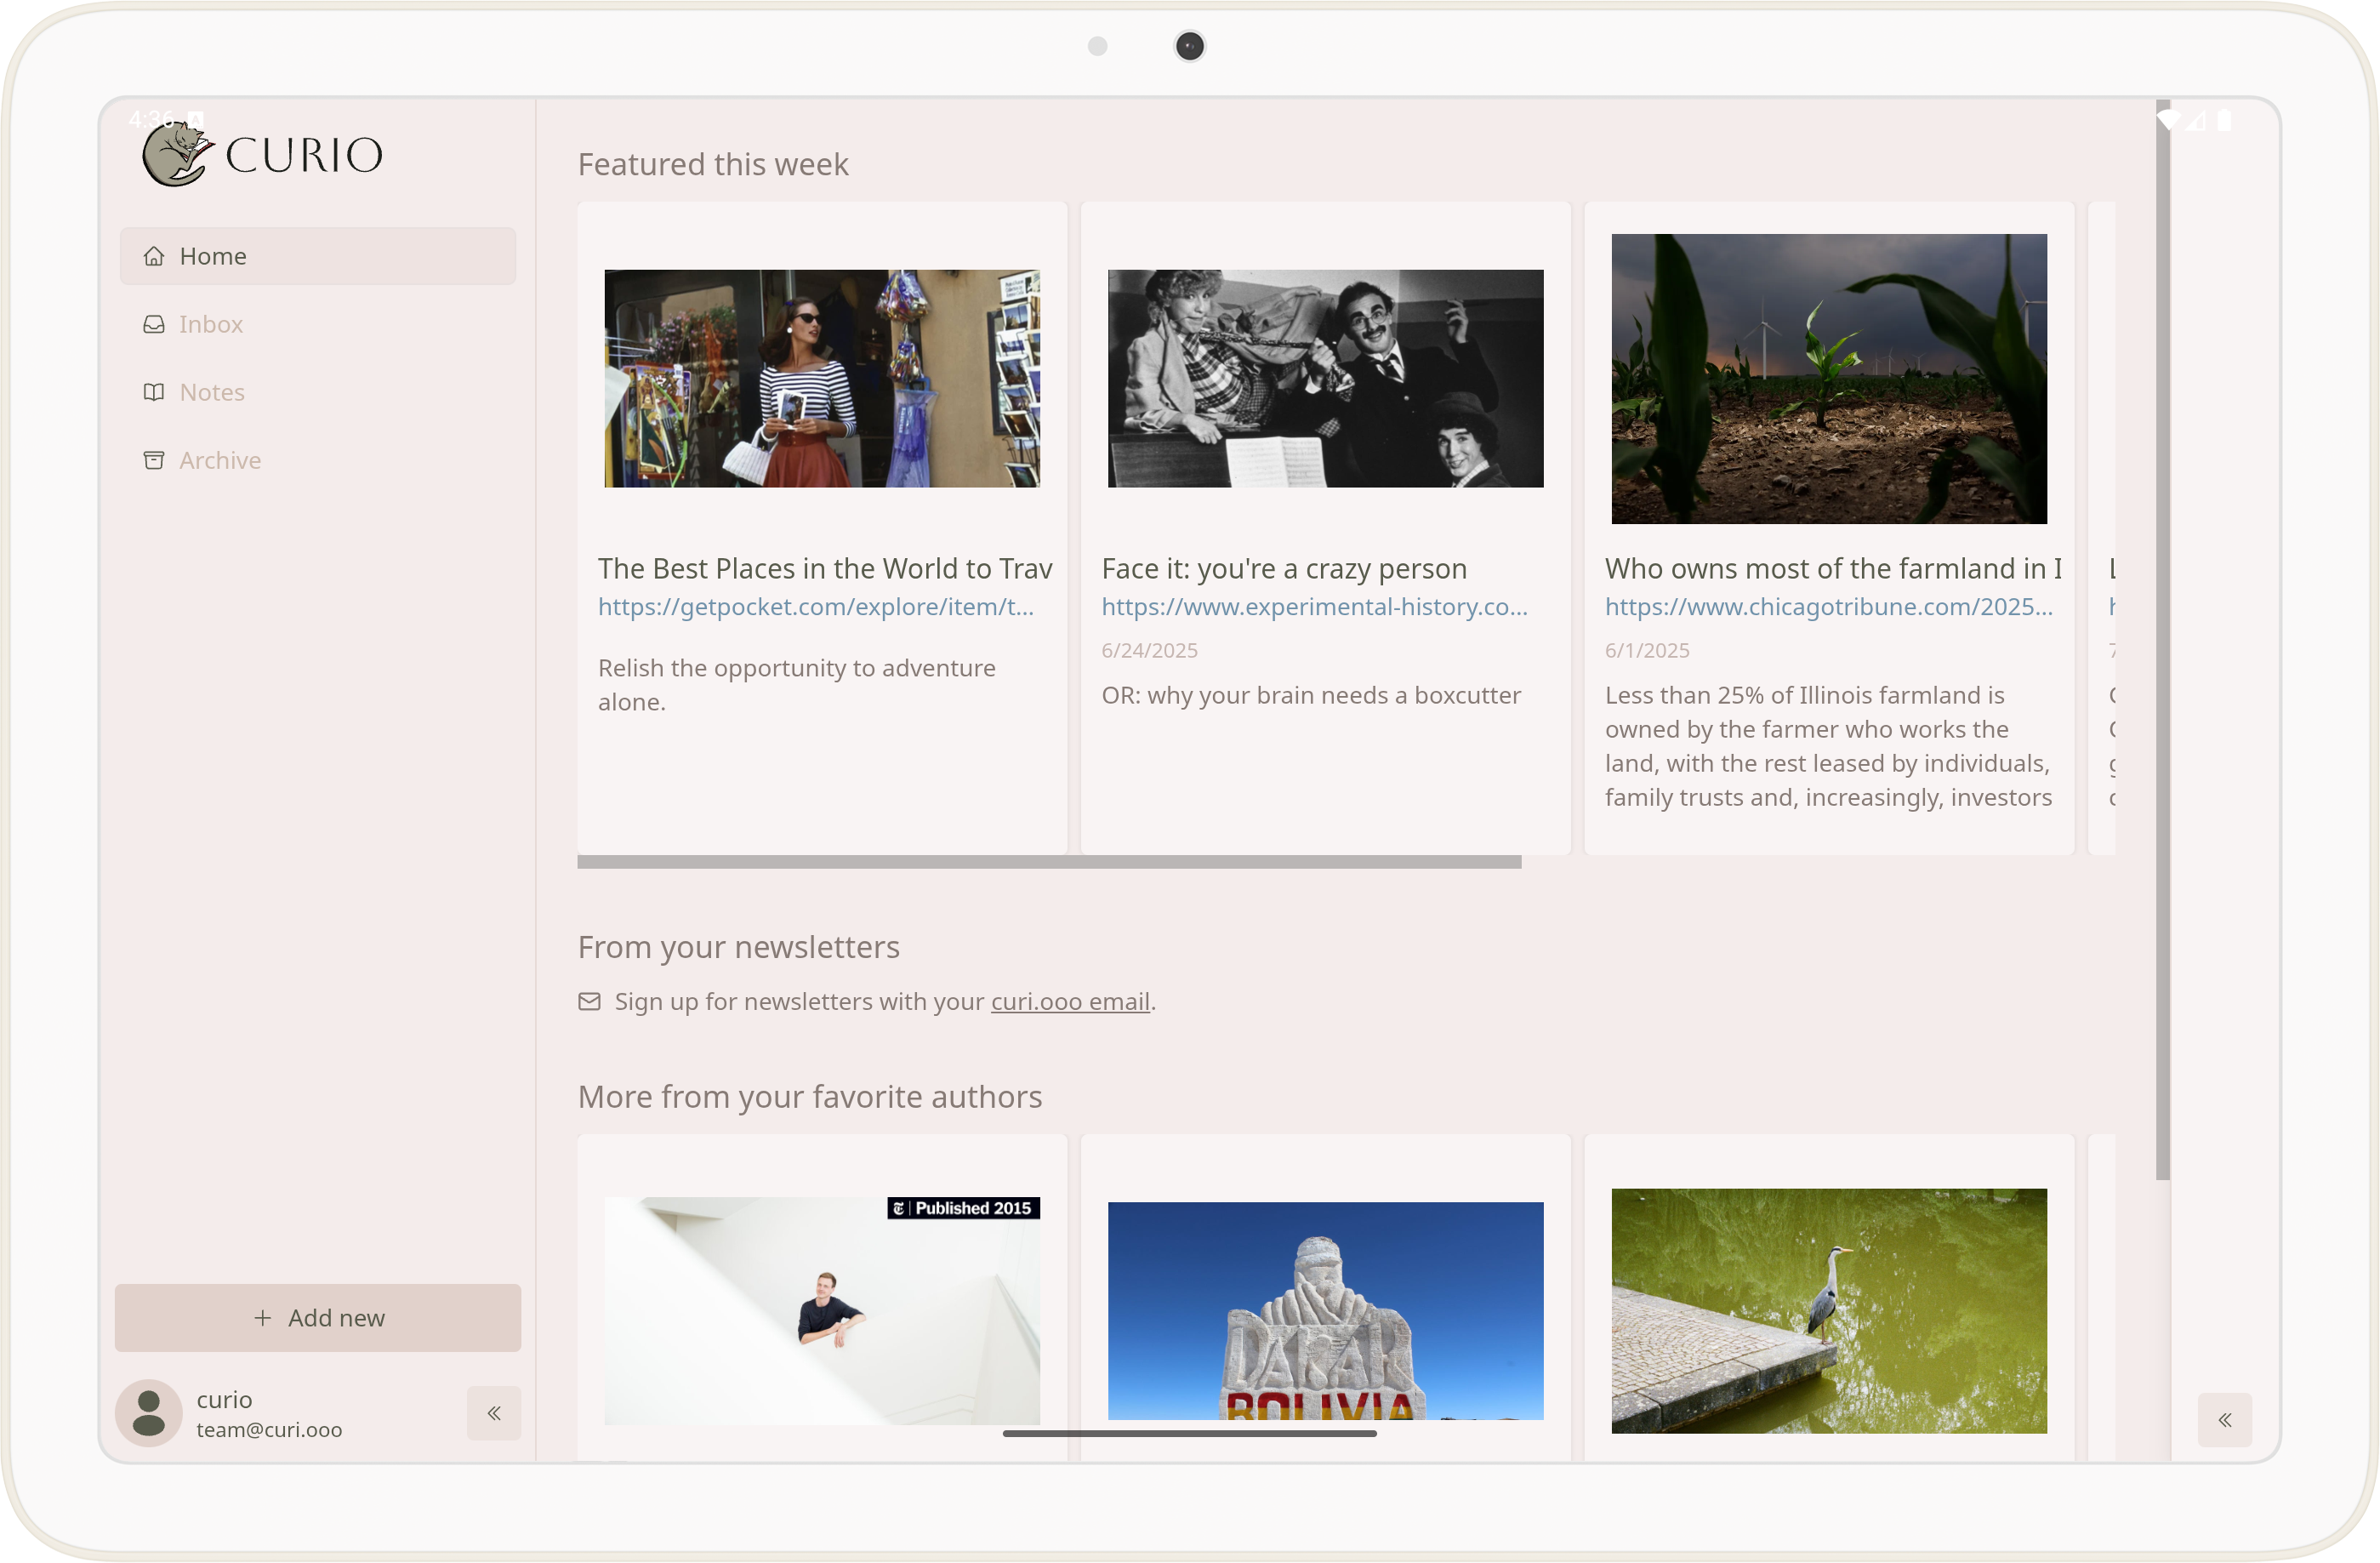 4:36
CURIO
Home
Inbox
Notes
Archive
Add new
curio
team@curi.ooo
Featured this week
The Best Places in the World to Trav
https://getpocket.com/explore/item/t...
Relish the opportunity to adventure
alone.
Face it: you're a crazy person
https://www.experimental-history.co...
6/24/2025
OR: why your brain needs a boxcutter
Who owns most of the farmland in I
https://www.chicagotribune.com/2025...
6/1/2025
Less than 25% of Illinois farmland is
owned by the farmer who works the
land, with the rest leased by individuals,
family trusts and, increasingly, investors
From your newsletters
Sign up for newsletters with your curi.ooo email.
More from your favorite authors
T | Published 2015
DAKAR
BOLIVIA